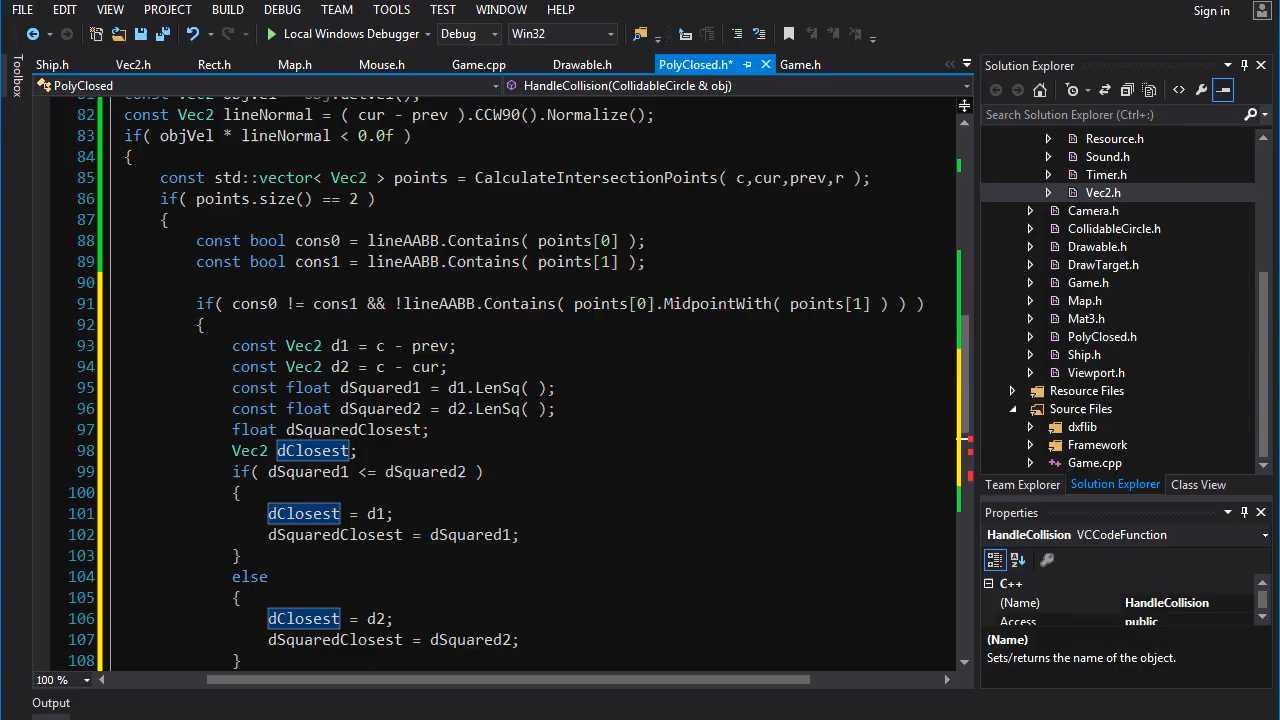 FILE EDIT VIEW PROJECT BUILD DEBUG TEAM TOOLS TEST WINDOW HELP Sign in
Local Windows Debugger Debug Win32
Toolbox
Ship.h Vec2.h Rect.h Map.h Mouse.h Game.cpp Drawable.h PolyClosed.h* Game.h
PolyClosed HandleCollision(CollidableCircle & obj)
82 const Vec2 lineNormal = ( cur - prev ).CCW90().Normalize();
83 if( objVel * lineNormal < 0.0f )
84 {
85 const std::vector< Vec2 > points = CalculateIntersectionPoints( c,cur,prev,r );
86 if( points.size() == 2 )
87 {
88 const bool cons0 = lineAABB.Contains( points[0] );
89 const bool cons1 = lineAABB.Contains( points[1] );
90
91 if( cons0 != cons1 && !lineAABB.Contains( points[0].MidpointWith( points[1] ) ) )
92 {
93 const Vec2 d1 = c - prev;
94 const Vec2 d2 = c - cur;
95 const float dSquared1 = d1.LenSq( );
96 const float dSquared2 = d2.LenSq( );
97 float dSquaredClosest;
98 Vec2 dClosest;
99 if( dSquared1 <= dSquared2 )
100 {
101 dClosest = d1;
102 dSquaredClosest = dSquared1;
103 }
104 else
105 {
106 dClosest = d2;
107 dSquaredClosest = dSquared2;
108 }
100 %
Output
Solution Explorer
Search Solution Explorer (Ctrl+;)
Resource.h
Sound.h
Timer.h
Vec2.h
Camera.h
CollidableCircle.h
Drawable.h
DrawTarget.h
Game.h
Map.h
Mat3.h
PolyClosed.h
Ship.h
Viewport.h
Resource Files
Source Files
dxflib
Framework
Game.cpp
Team Explorer Solution Explorer Class View
Properties
HandleCollision VCCodeFunction
C++
(Name) HandleCollision
Access public
(Name)
Sets/returns the name of the object.